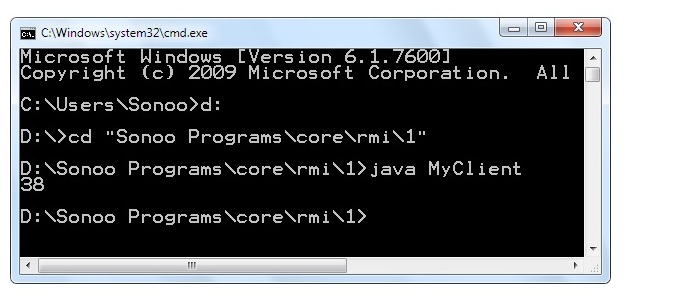 C:\Windows\system32\cmd.exe
Microsoft Windows [Version 6.1.7600]
Copyright (c) 2009 Microsoft Corporation.  All
C:\Users\Sonoo>d:
D:\>cd "Sonoo Programs\core\rmi\1"
D:\Sonoo Programs\core\rmi\1>java MyClient
38
D:\Sonoo Programs\core\rmi\1>